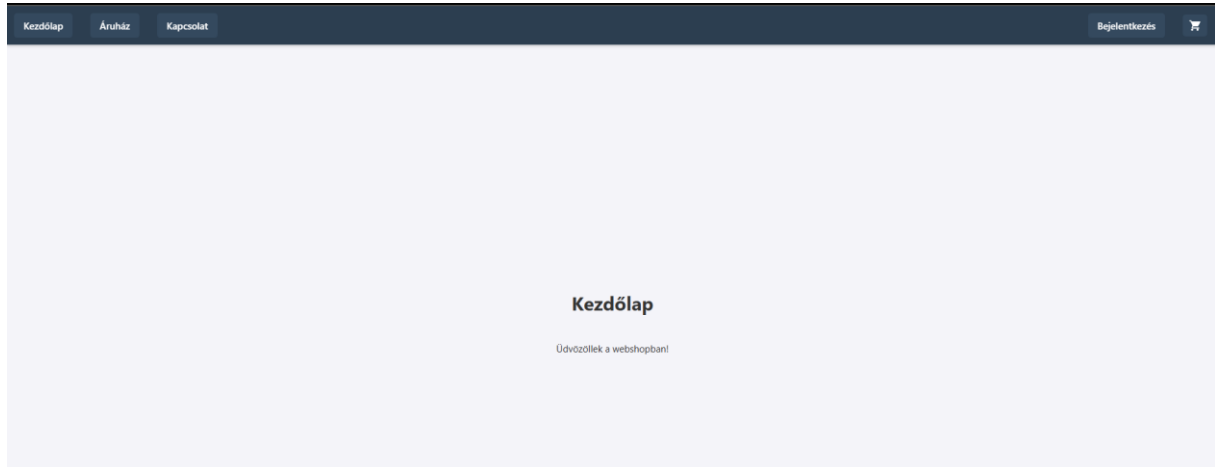 Kezdőlap
Áruház
Kapcsolat
Bejelentkezés
Kezdőlap
Üdvözöllek a webshopban!